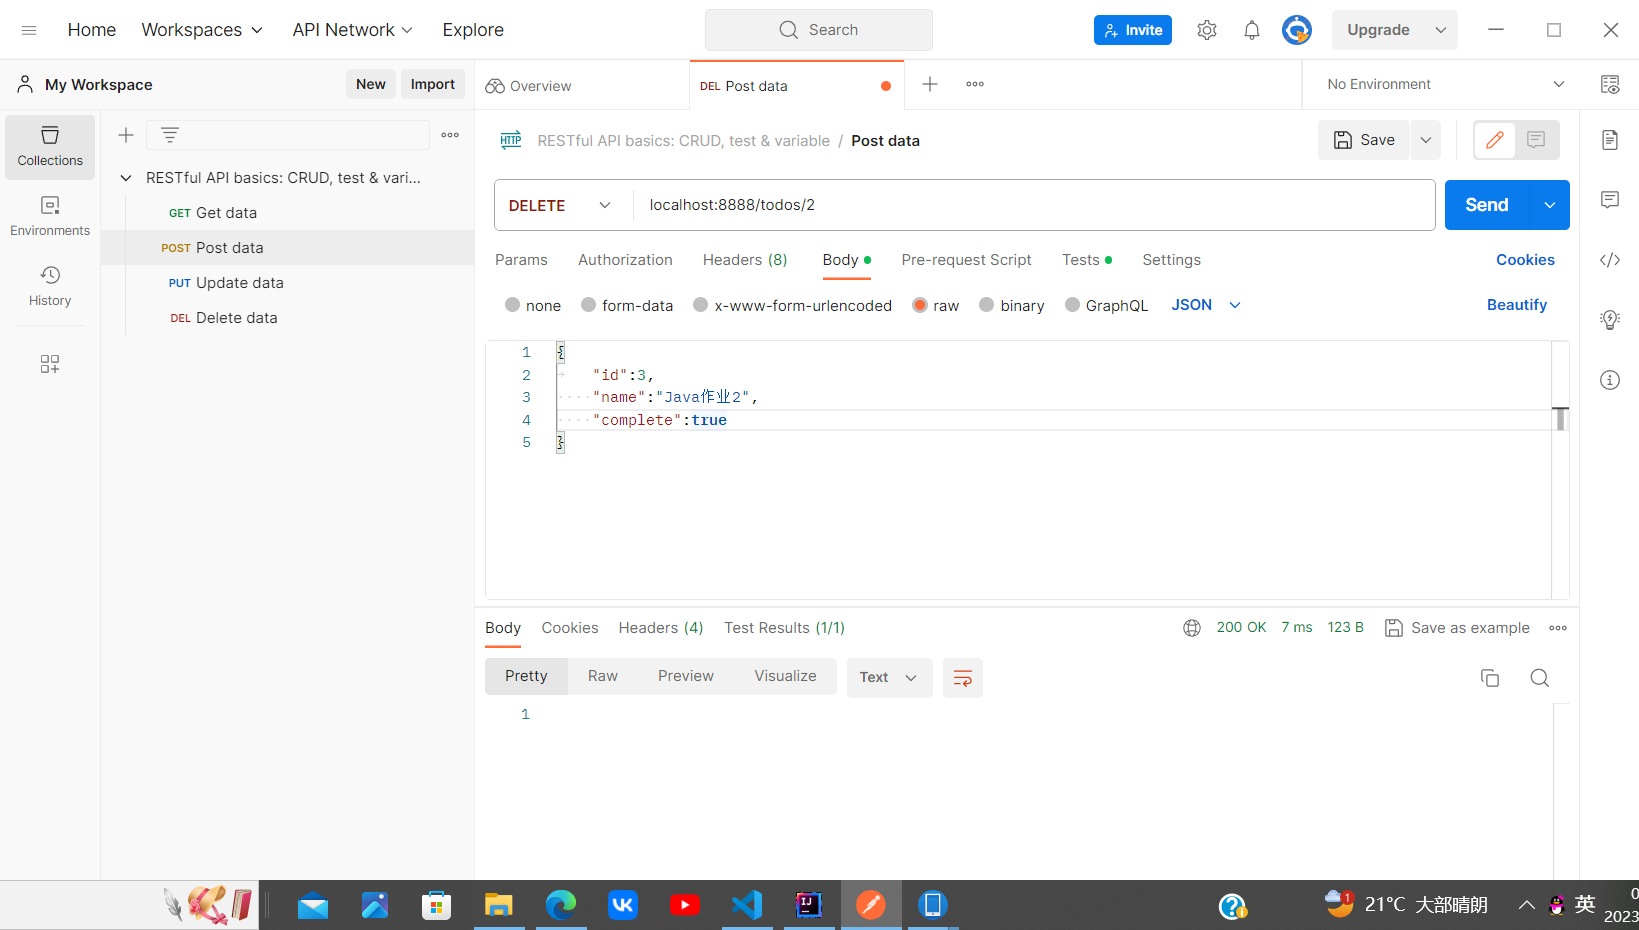 Home
Workspaces
API Network
Explore
Search
Invite
Upgrade
My Workspace
New
Import
Overview
DEL Post data
No Environment
Collections
Environments
History
RESTful API basics: CRUD, test & vari...
GET Get data
POST Post data
PUT Update data
DEL Delete data
HTTP RESTful API basics: CRUD, test & variable / Post data
Save
DELETE
localhost:8888/todos/2
Send
Params
Authorization
Headers (8)
Body
Pre-request Script
Tests
Settings
Cookies
none
form-data
x-www-form-urlencoded
raw
binary
GraphQL
JSON
Beautify
1 {
2 "id":3,
3 "name":"Java作业2",
4 "complete":true
5 }
Body
Cookies
Headers (4)
Test Results (1/1)
200 OK
7 ms
123 B
Save as example
Pretty
Raw
Preview
Visualize
Text
1
IJ
1
21°C 大部晴朗
英
0
2023